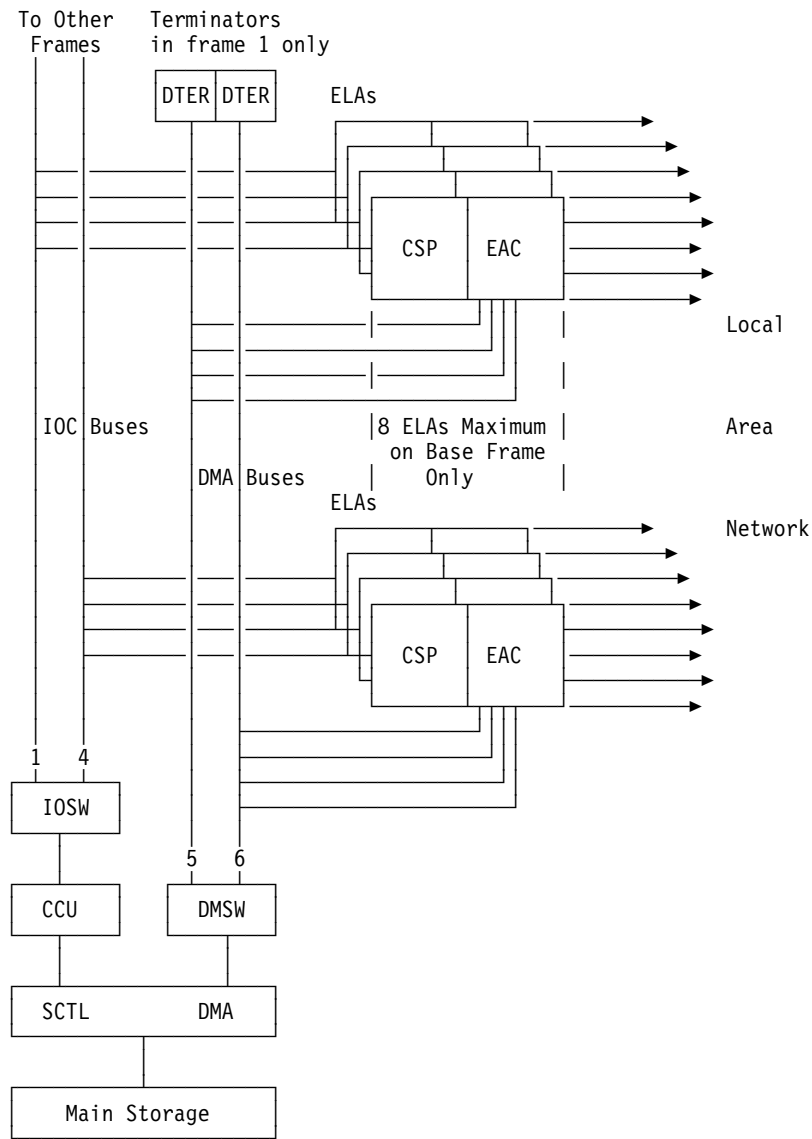 To Other Terminators
Frames in frame 1 only
DTER DTER ELAs
CSP EAC
Local
IOC Buses 8 ELAs Maximum Area
on Base Frame
DMA Buses Only
ELAs
Network
CSP EAC
1 4
IOSW
5 6
CCU DMSW
SCTL DMA
Main Storage